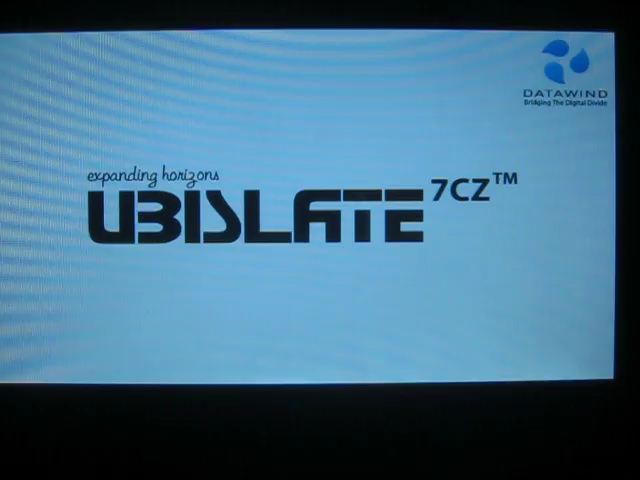 DATAWIND
Bridging The Digital Divide
expanding horizons
UBISLATE 7CZ™